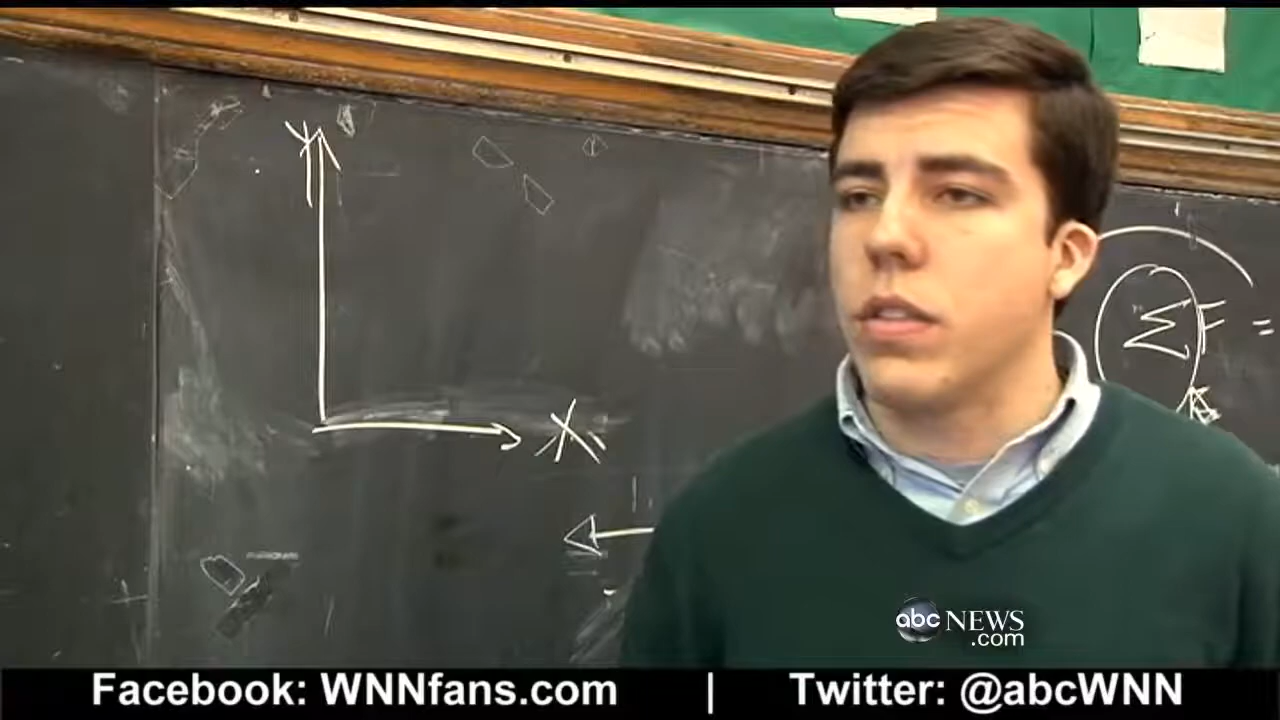 Y
X
ΣF =
abc NEWS
.com
Facebook: WNNfans.com | Twitter: @abcWNN